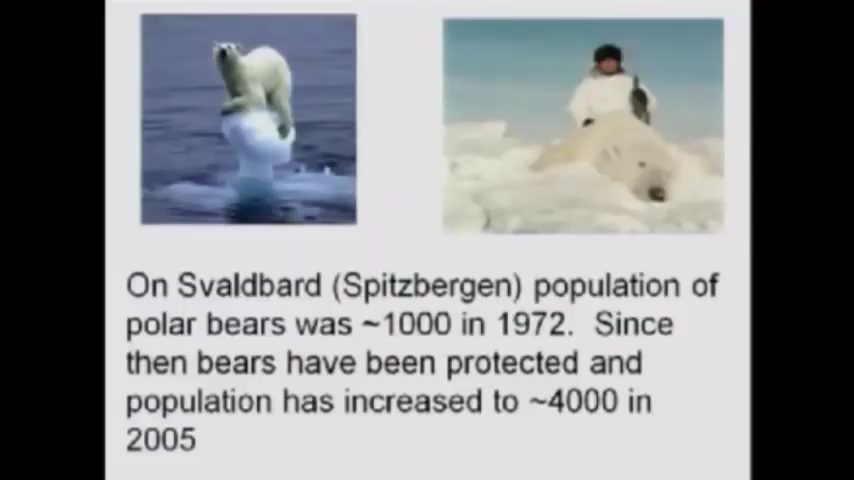 On Svaldbard (Spitzbergen) population of
polar bears was ~1000 in 1972.  Since
then bears have been protected and
population has increased to ~4000 in
2005